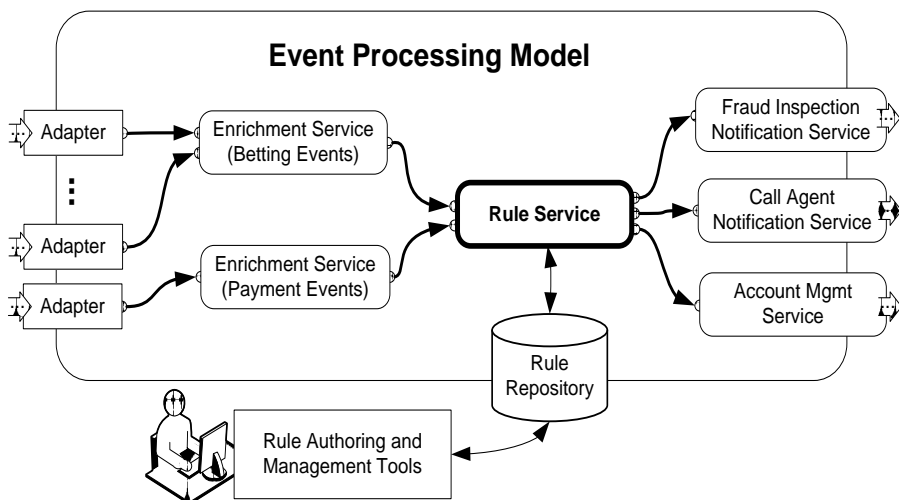 Event Processing Model
Adapter
Enrichment Service
(Betting Events)
Fraud Inspection
Notification Service
Rule Service
Call Agent
Notification Service
Adapter
Enrichment Service
(Payment Events)
Adapter
Account Mgmt
Service
Rule
Repository
Rule Authoring and
Management Tools